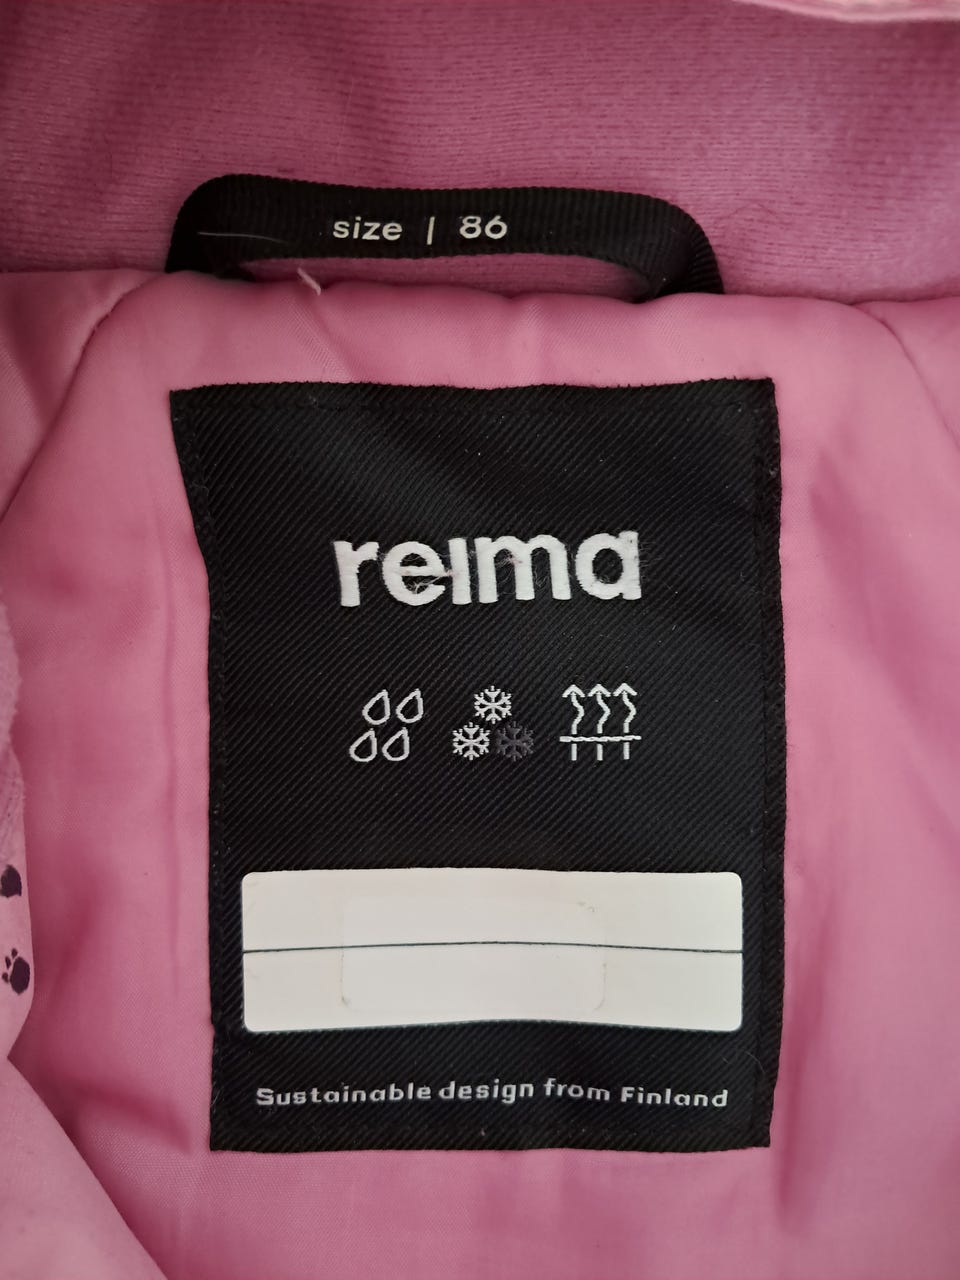 size | 86
reima
Sustainable design from Finland